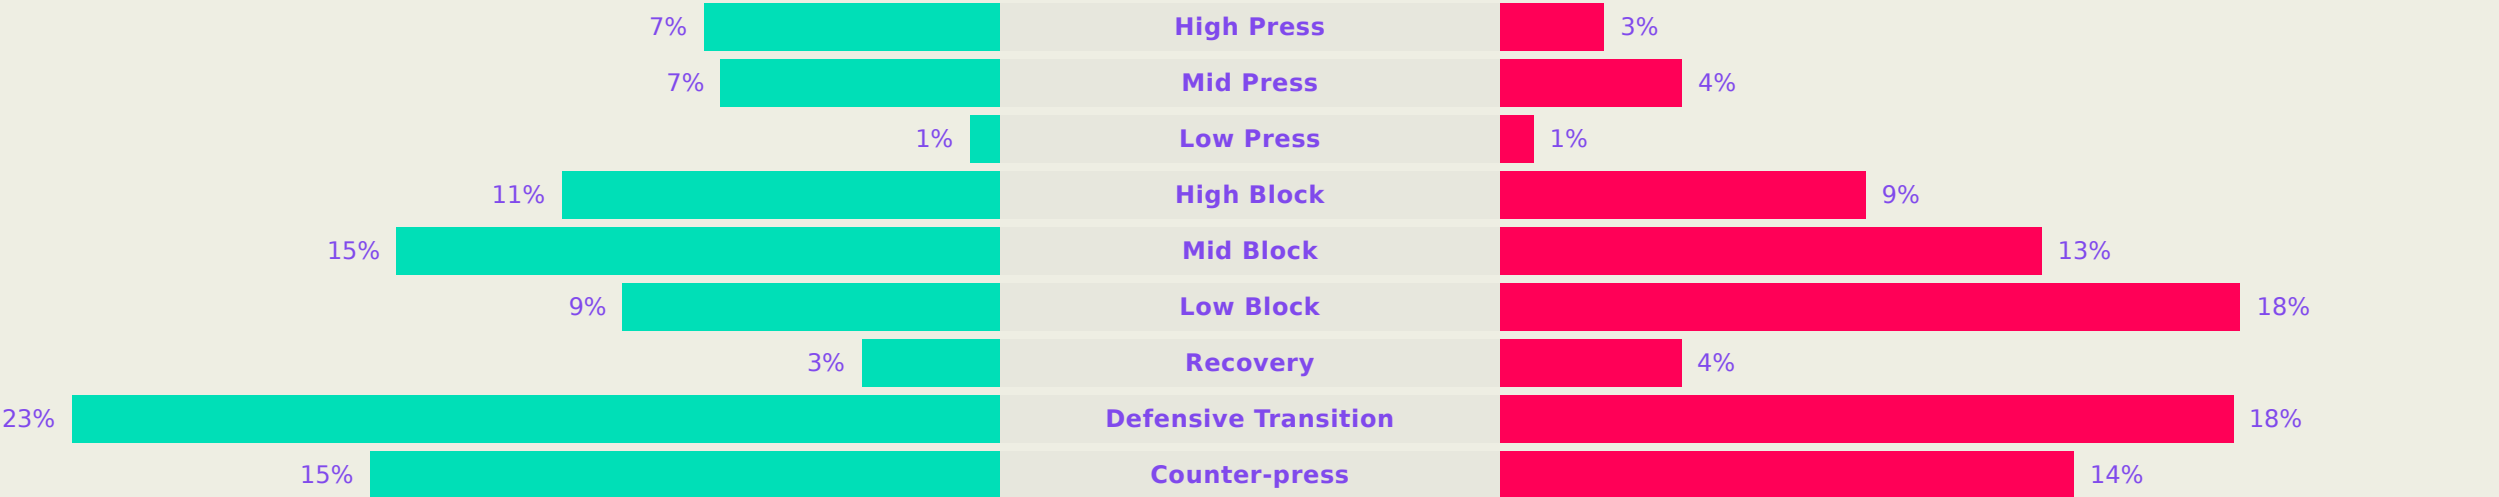 7% High Press 3%
7% Mid Press 4%
1% Low Press 1%
11% High Block 9%
15% Mid Block 13%
9% Low Block 18%
3% Recovery 4%
23% Defensive Transition 18%
15% Counter-press 14%